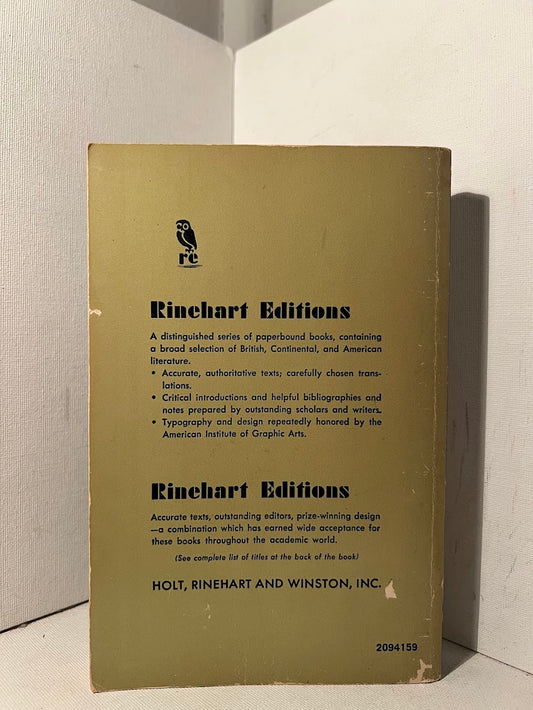 re
Rinehart Editions
A distinguished series of paperbound books, containing
a broad selection of British, Continental, and American
literature.
• Accurate, authoritative texts; carefully chosen trans-
lations.
• Critical introductions and helpful bibliographies and
notes prepared by outstanding scholars and writers.
• Typography and design repeatedly honored by the
American Institute of Graphic Arts.
Rinehart Editions
Accurate texts, outstanding editors, prize-winning design
—a combination which has earned wide acceptance for
these books throughout the academic world.
(See complete list of titles at the back of the book)
HOLT, RINEHART AND WINSTON, INC.
2094159